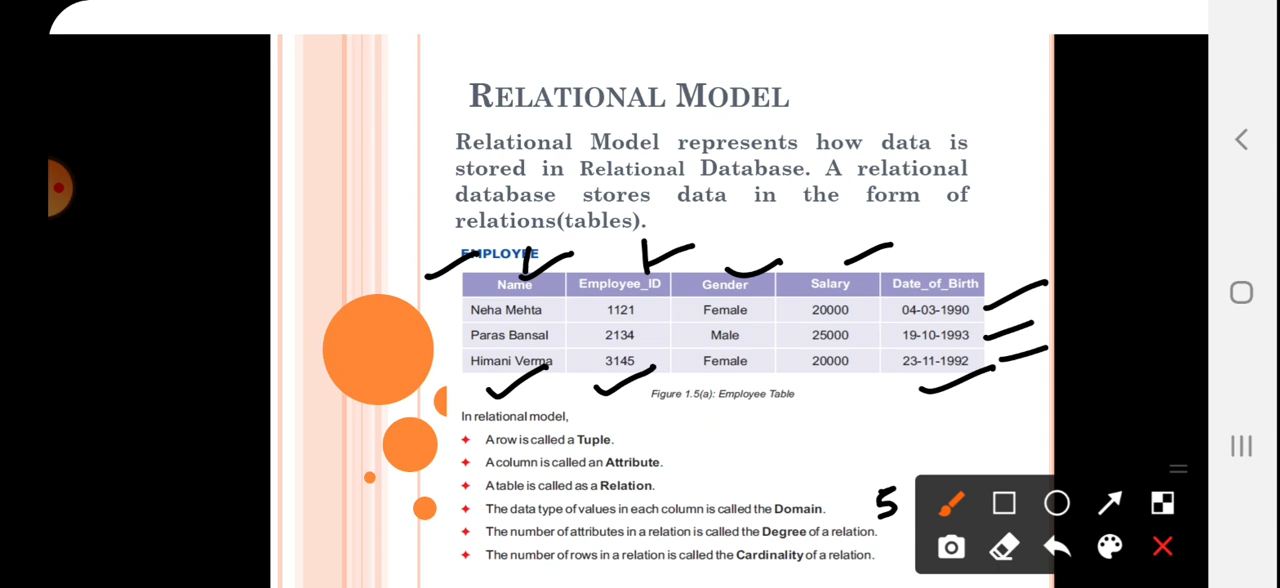 RELATIONAL MODEL
Relational Model represents how data is
stored in Relational Database. A relational
database stores data in the form of
relations(tables).
EMPLOYEE
Name Employee_ID Gender Salary Date_of_Birth
Neha Mehta 1121 Female 20000 04-03-1990
Paras Bansal 2134 Male 25000 19-10-1993
Himani Verma 3145 Female 20000 23-11-1992
Figure 1.5(a): Employee Table
In relational model,
A row is called a Tuple.
A column is called an Attribute.
A table is called as a Relation.
The data type of values in each column is called the Domain.
5
The number of attributes in a relation is called the Degree of a relation.
The number of rows in a relation is called the Cardinality of a relation.